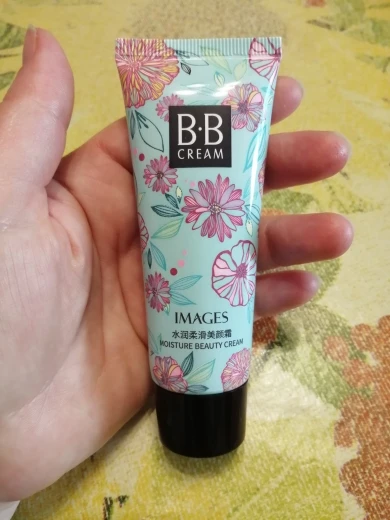 B·B
CREAM
IMAGES
水润柔滑美颜霜
MOISTURE BEAUTY CREAM